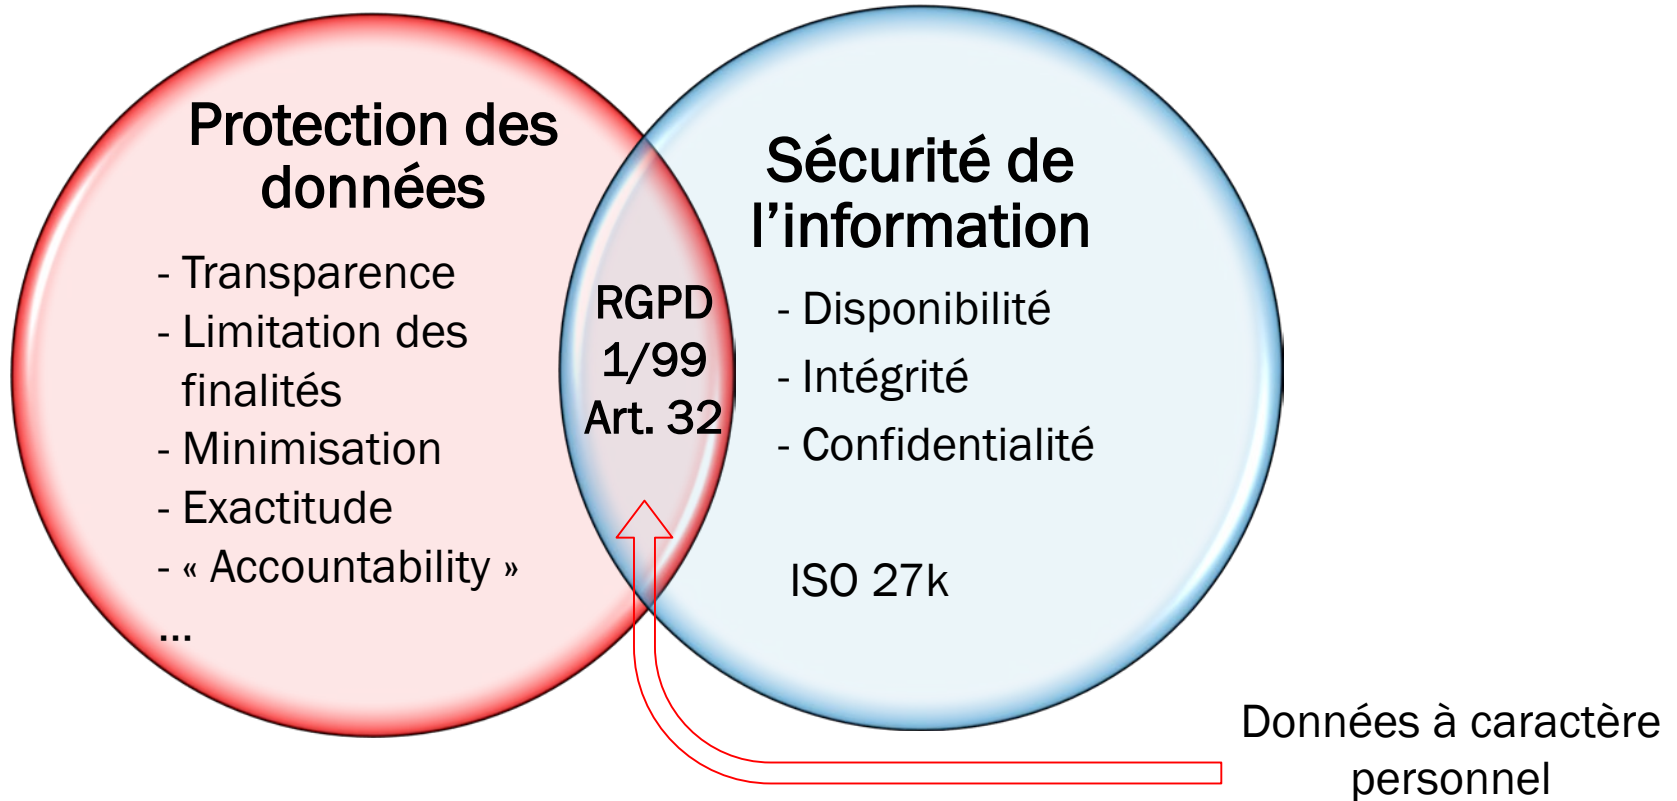 Protection des
données
- Transparence
- Limitation des
finalités
- Minimisation
- Exactitude
- « Accountability »
...
RGPD
1/99
Art. 32
Sécurité de
l’information
- Disponibilité
- Intégrité
- Confidentialité
ISO 27k
Données à caractère
personnel